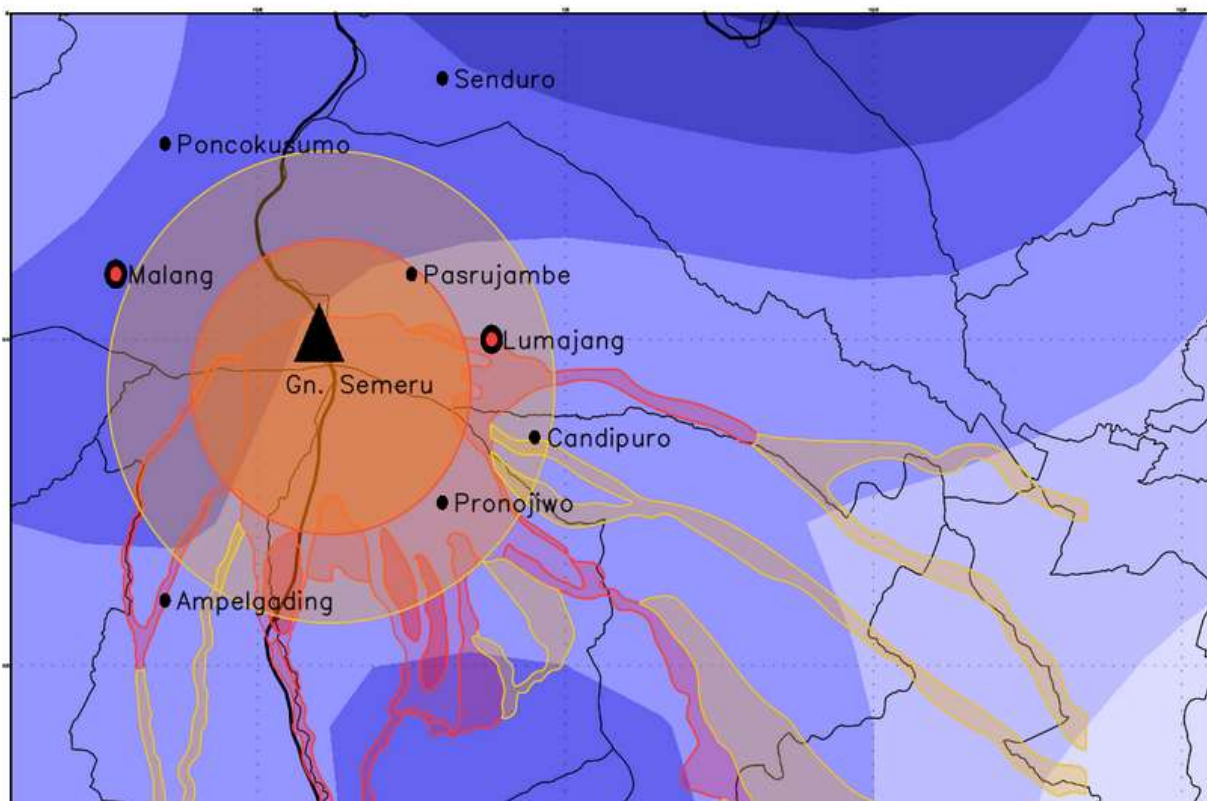 Senduro
Poncokusumo
Malang
Pasrujambe
Lumajang
Gn. Semeru
Candipuro
Pronojiwo
Ampelgading